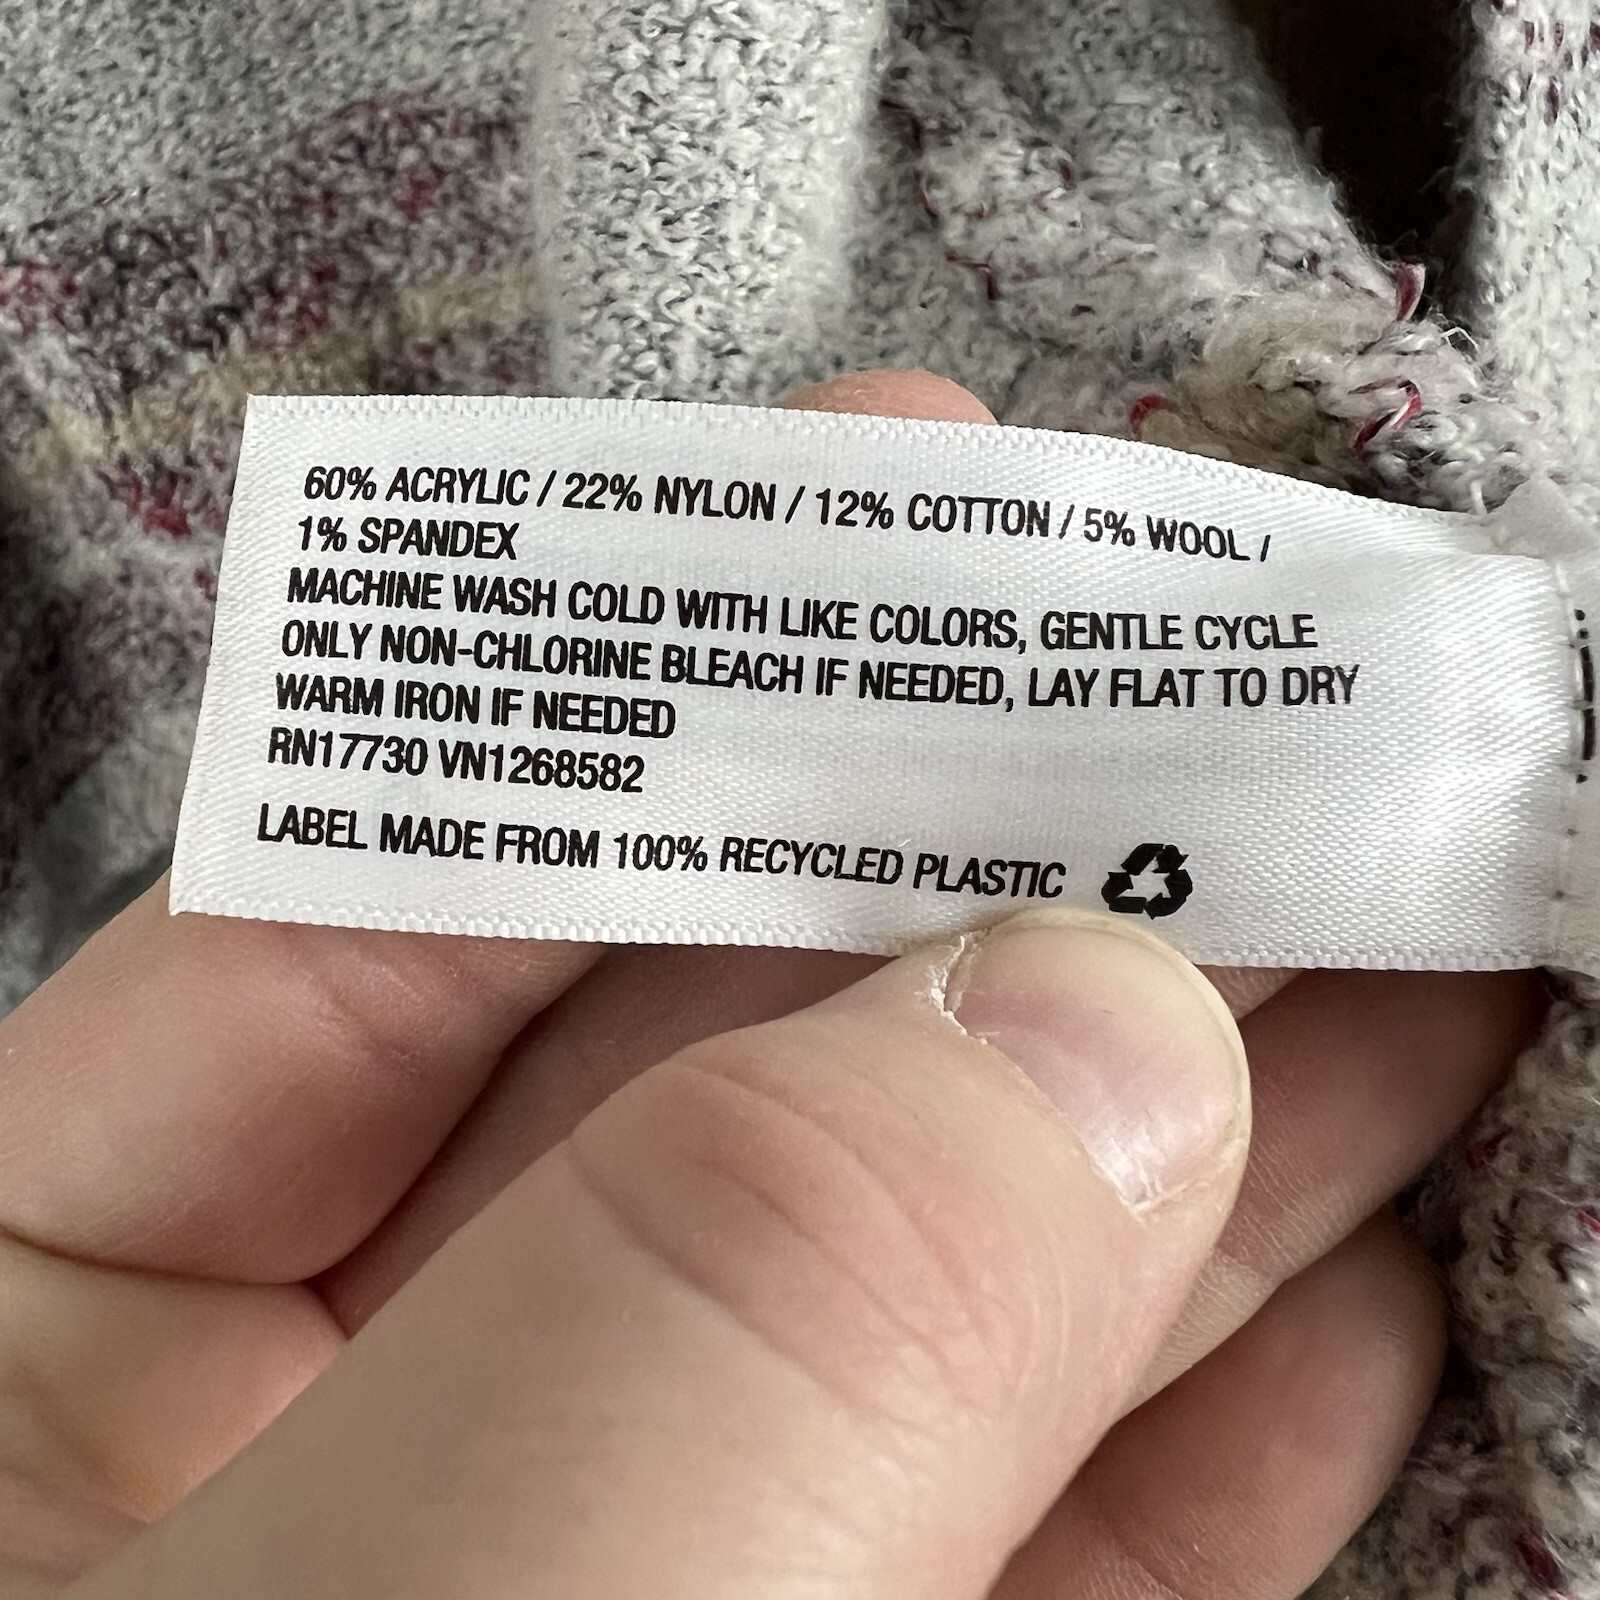 60% ACRYLIC / 22% NYLON / 12% COTTON / 5% WOOL /
1% SPANDEX
MACHINE WASH COLD WITH LIKE COLORS, GENTLE CYCLE
ONLY NON-CHLORINE BLEACH IF NEEDED, LAY FLAT TO DRY
WARM IRON IF NEEDED
RN17730 VN1268582
LABEL MADE FROM 100% RECYCLED PLASTIC